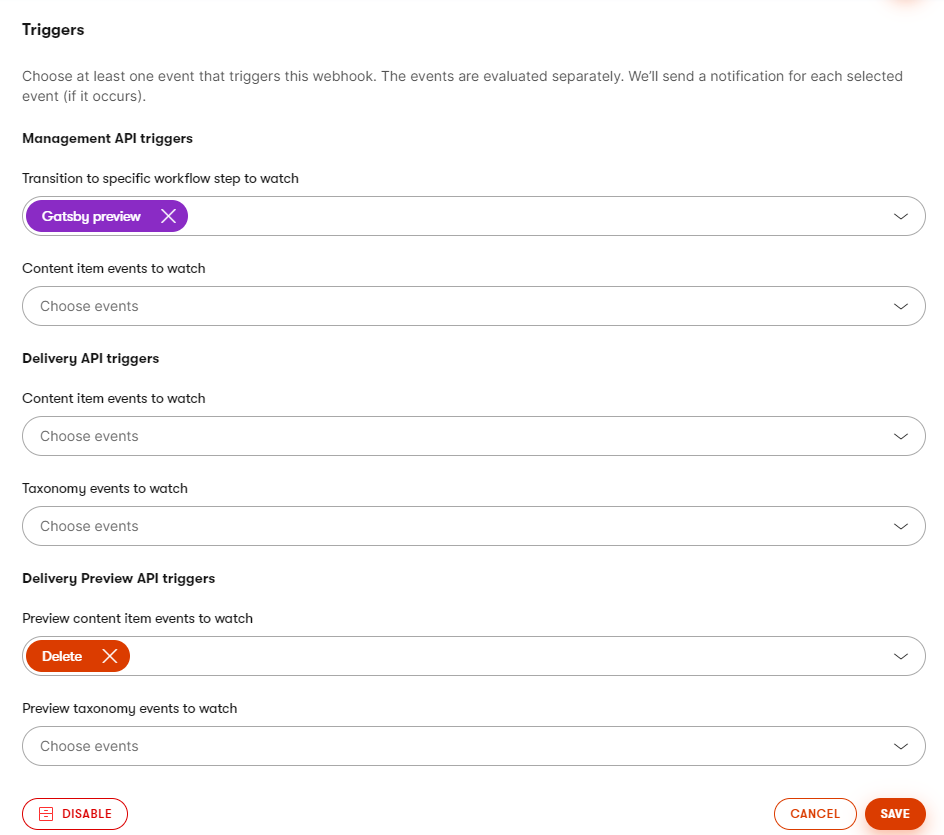 Triggers
Choose at least one event that triggers this webhook. The events are evaluated separately. We'll send a notification for each selected
event (if it occurs).
Management API triggers
Transition to specific workflow step to watch
Gatsby preview
Content item events to watch
Choose events
Delivery API triggers
Content item events to watch
Choose events
Taxonomy events to watch
Choose events
Delivery Preview API triggers
Preview content item events to watch
Delete
Preview taxonomy events to watch
Choose events
DISABLE CANCEL SAVE